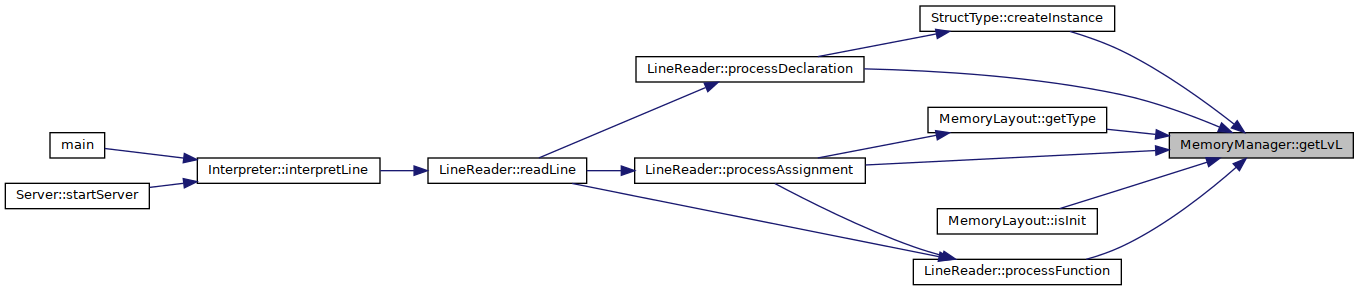 StructType::createInstance
LineReader::processDeclaration
MemoryLayout::getType
main
MemoryManager::getLvL
Interpreter::interpretLine
LineReader::readLine
LineReader::processAssignment
Server::startServer
MemoryLayout::isInit
LineReader::processFunction